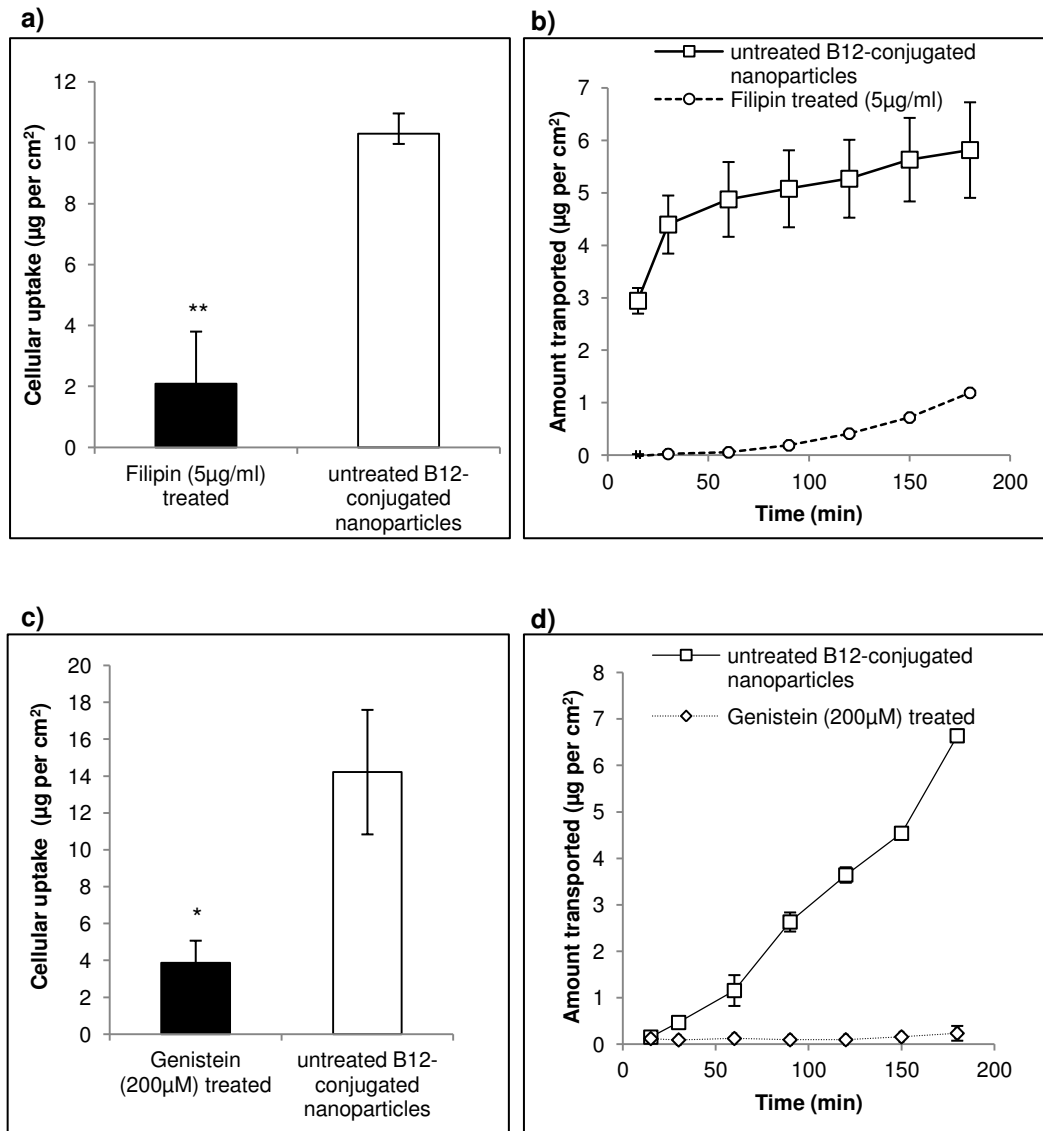 a)
Cellular uptake (µg per cm²)
12
10
8
6
4
2
0
**
Filipin (5µg/ml)
treated
untreated B12-
conjugated
nanoparticles
b)
untreated B12-conjugated
nanoparticles
Filipin treated (5µg/ml)
Amount tranported (µg per cm²)
7
6
5
4
3
2
1
0
0 50 100 150 200
Time (min)
c)
Cellular uptake (µg per cm²)
20
18
16
14
12
10
8
6
4
2
0
*
Genistein
(200µM) treated
untreated B12-
conjugated
nanoparticles
d)
untreated B12-conjugated
nanoparticles
Genistein (200µM) treated
Amount transported (µg per cm²)
8
7
6
5
4
3
2
1
0
0 50 100 150 200
Time (min)